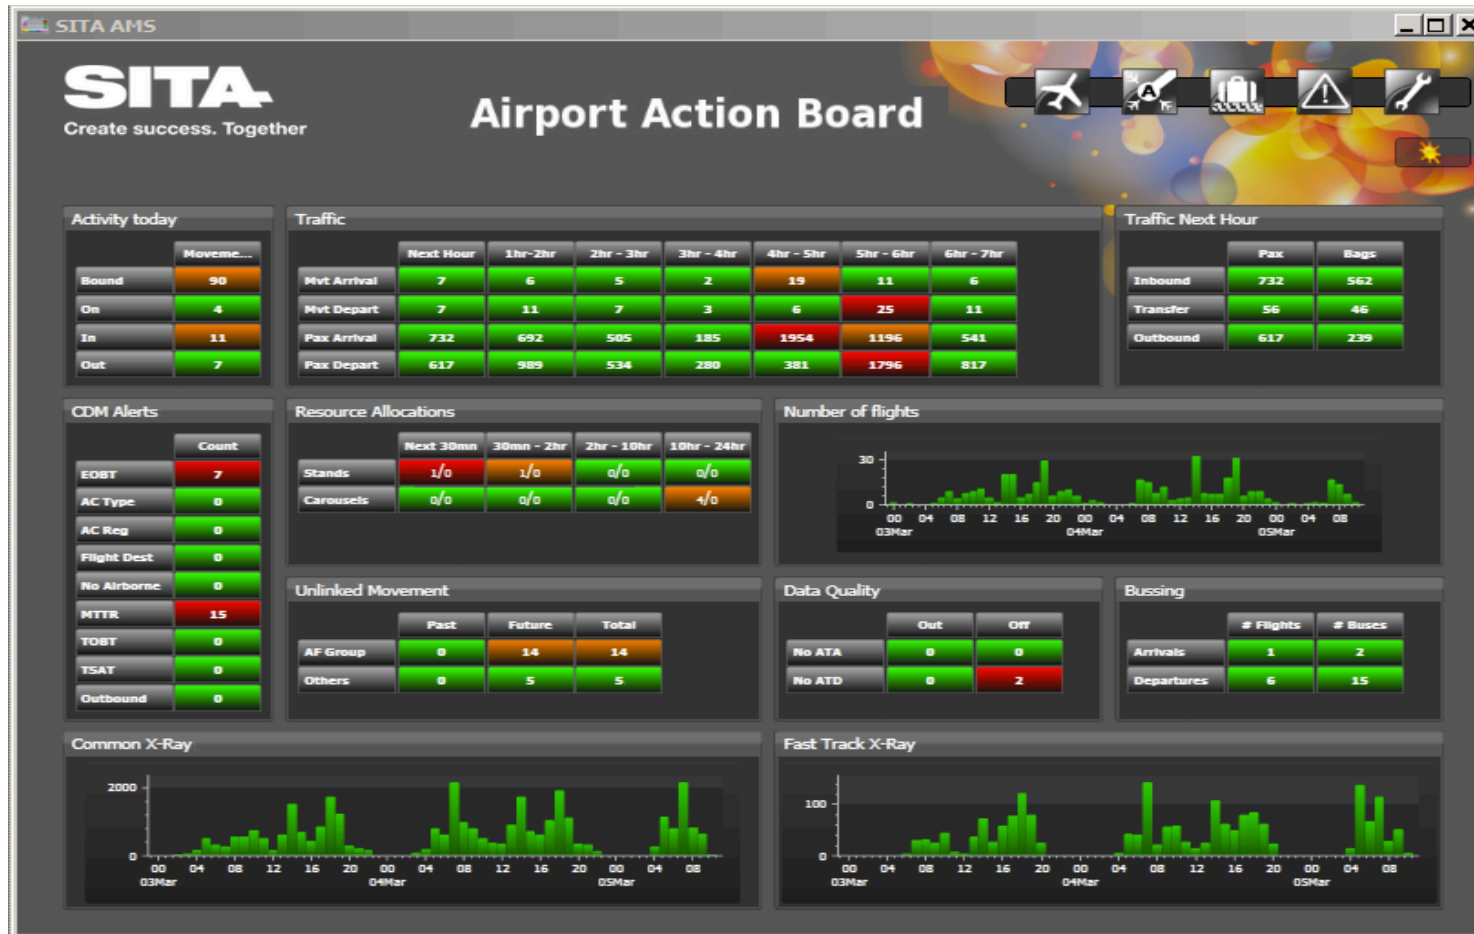 SITA AMS
SITA
Create success. Together
Airport Action Board
A
Activity today
Moveme...
Bound 90
On 4
In 11
Out 7
Traffic
Next Hour 1hr-2hr 2hr - 3hr 3hr - 4hr 4hr - 5hr 5hr - 6hr 6hr - 7hr
Mvt Arrival 7 6 5 2 19 11 6
Mvt Depart 7 11 7 3 6 25 11
Pax Arrival 732 692 505 185 1954 1196 541
Pax Depart 617 989 534 280 381 1796 817
Traffic Next Hour
Pax Bags
Inbound 732 562
Transfer 56 46
Outbound 617 239
CDM Alerts
Count
EOBT 7
AC Type 0
AC Reg 0
Flight Dest 0
No Airborne 0
MTTR 15
TOBT 0
TSAT 0
Outbound 0
Resource Allocations
Next 30mn 30mn - 2hr 2hr - 10hr 10hr - 24hr
Stands 1/0 1/0 0/0 0/0
Carousels 0/0 0/0 0/0 4/0
Number of flights
30
0
00 04 08 12 16 20 00 04 08 12 16 20 00 04 08
03Mar 04Mar 05Mar
Unlinked Movement
Past Future Total
AF Group 0 14 14
Others 0 5 5
Data Quality
Out Off
No ATA 0 0
No ATD 0 2
Bussing
# Flights # Buses
Arrivals 1 2
Departures 6 15
Common X-Ray
2000
0
00 04 08 12 16 20 00 04 08 12 16 20 00 04 08
03Mar 04Mar 05Mar
Fast Track X-Ray
100
0
00 04 08 12 16 20 00 04 08 12 16 20 00 04 08
03Mar 04Mar 05Mar